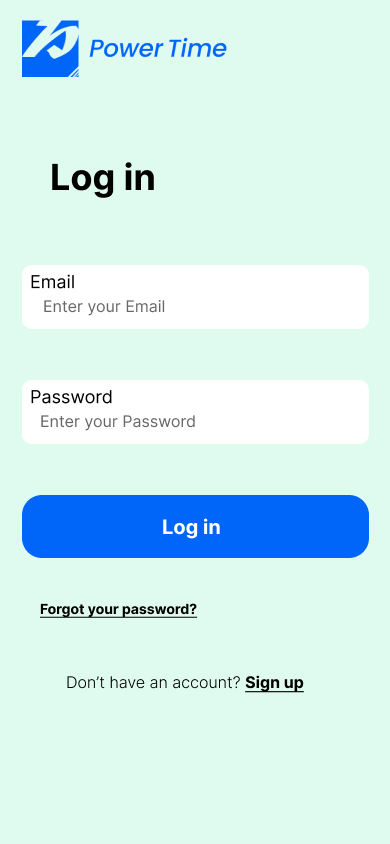 Power Time
Log in
Email
Enter your Email
Password
Enter your Password
Log in
Forgot your password?
Don’t have an account? Sign up